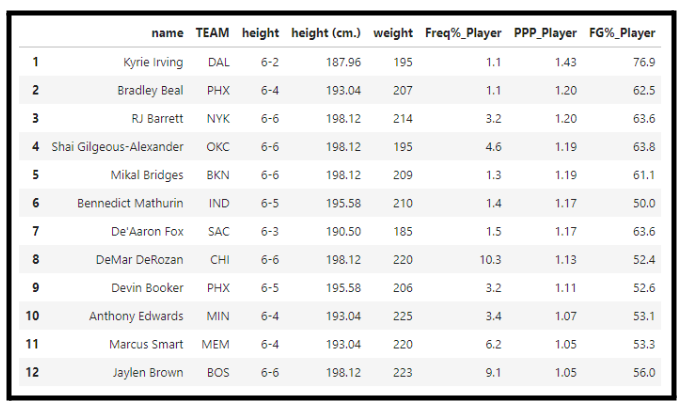 name TEAM height height (cm.) weight Freq%_Player PPP_Player FG%_Player
1 Kyrie Irving DAL 6-2 187.96 195 1.1 1.43 76.9
2 Bradley Beal PHX 6-4 193.04 207 1.1 1.20 62.5
3 RJ Barrett NYK 6-6 198.12 214 3.2 1.20 63.6
4 Shai Gilgeous-Alexander OKC 6-6 198.12 195 4.6 1.19 63.8
5 Mikal Bridges BKN 6-6 198.12 209 1.3 1.19 61.1
6 Bennedict Mathurin IND 6-5 195.58 210 1.4 1.17 50.0
7 De'Aaron Fox SAC 6-3 190.50 185 1.5 1.17 63.6
8 DeMar DeRozan CHI 6-6 198.12 220 10.3 1.13 52.4
9 Devin Booker PHX 6-5 195.58 206 3.2 1.11 52.6
10 Anthony Edwards MIN 6-4 193.04 225 3.4 1.07 53.1
11 Marcus Smart MEM 6-4 193.04 220 6.2 1.05 53.3
12 Jaylen Brown BOS 6-6 198.12 223 9.1 1.05 56.0